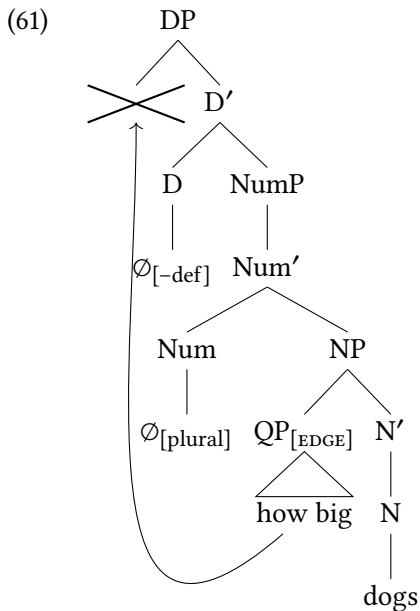 (61) DP
D′
D NumP
∅[−def] Num′
Num NP
∅[plural] QP[EDGE] N′
how big N
dogs